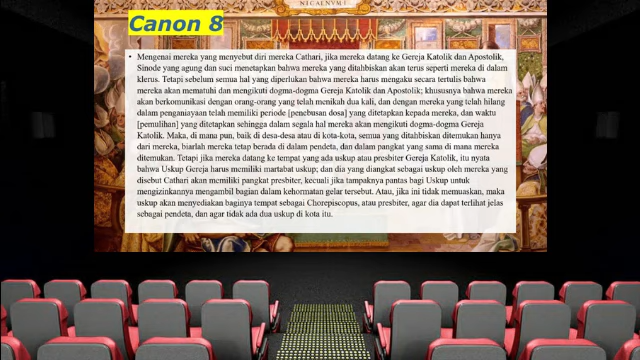 NICAENVM I
Canon 8
• Mengenai mereka yang menyebut diri mereka Cathari, jika mereka datang ke Gereja Katolik dan Apostolik,
Sinode yang agung dan suci menetapkan bahwa mereka yang ditahbiskan akan terus seperti mereka di dalam
klerus. Tetapi sebelum semua hal yang diperlukan bahwa mereka harus mengaku secara tertulis bahwa
mereka akan mematuhi dan mengikuti dogma-dogma Gereja Katolik dan Apostolik; khususnya bahwa mereka
akan berkomunikasi dengan orang-orang yang telah menikah dua kali, dan dengan mereka yang telah hilang
dalam penganiayaan telah memiliki periode [penebusan dosa] yang ditetapkan kepada mereka, dan waktu
[pemulihan] yang ditetapkan sehingga dalam segala hal mereka akan mengikuti dogma-dogma Gereja
Katolik. Maka, di mana pun, baik di desa-desa atau di kota-kota, semua yang ditahbiskan ditemukan hanya
dari mereka, biarlah mereka tetap berada di dalam pendeta, dan dalam pangkat yang sama di mana mereka
ditemukan. Tetapi jika mereka datang ke tempat yang ada uskup atau presbiter Gereja Katolik, itu nyata
bahwa Uskup Gereja harus memiliki martabat uskup; dan dia yang diangkat sebagai uskup oleh mereka yang
disebut Cathari akan memiliki pangkat presbiter, kecuali jika tampaknya pantas bagi Uskup untuk
mengizinkannya mengambil bagian dalam kehormatan gelar tersebut. Atau, jika ini tidak memuaskan, maka
uskup akan menyediakan baginya tempat sebagai Chorepiscopus, atau presbiter, agar dia dapat terlihat jelas
sebagai pendeta, dan agar tidak ada dua uskup di kota itu.